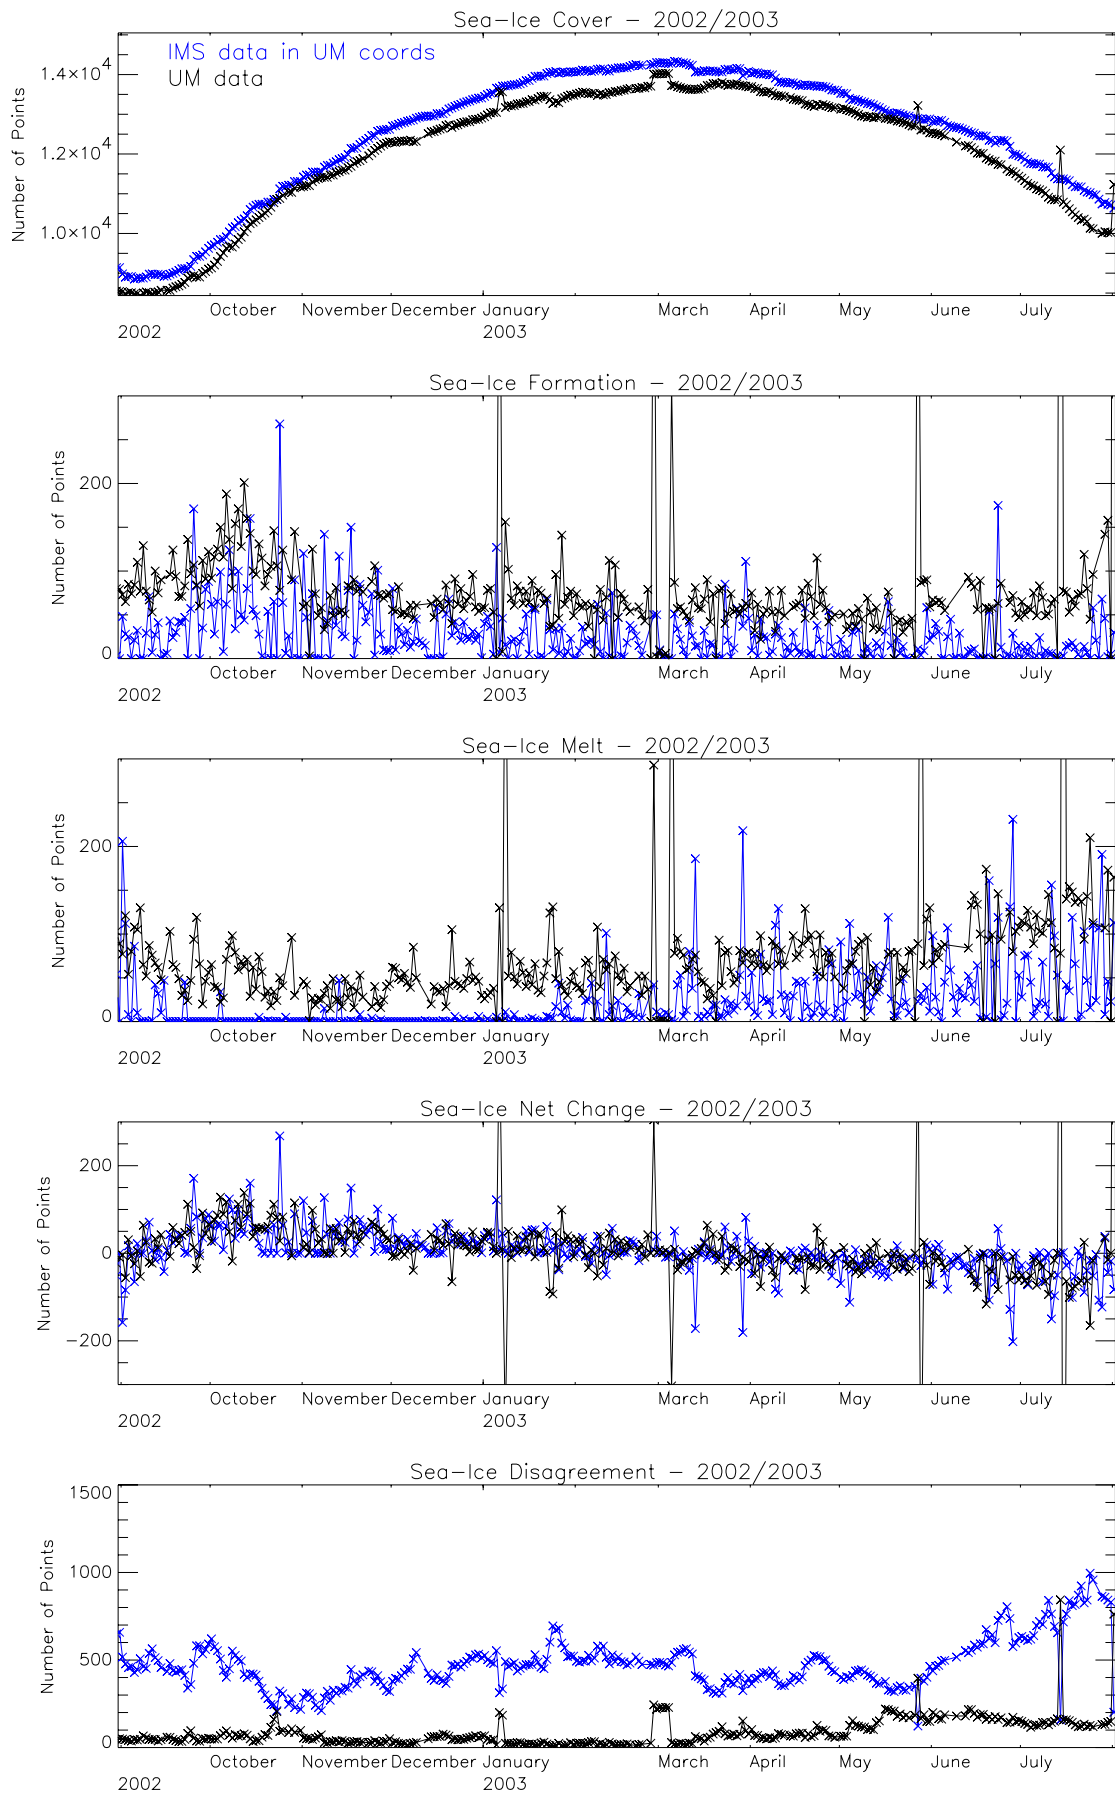 Sea-Ice Cover - 2002/2003
IMS data in UM coords
UM data
Number of Points
1.4×10⁴
1.2×10⁴
1.0×10⁴
October November December January March April May June July
2002 2003
Sea-Ice Formation - 2002/2003
Number of Points
200
0
October November December January March April May June July
2002 2003
Sea-Ice Melt - 2002/2003
Number of Points
200
0
October November December January March April May June July
2002 2003
Sea-Ice Net Change - 2002/2003
Number of Points
200
0
-200
October November December January March April May June July
2002 2003
Sea-Ice Disagreement - 2002/2003
Number of Points
1500
1000
500
0
October November December January March April May June July
2002 2003